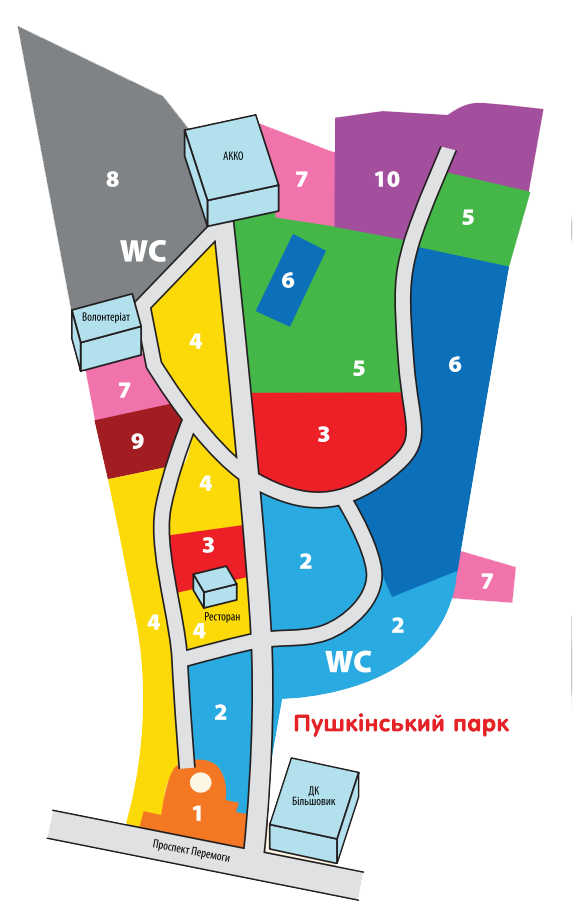 АККО
8
7
10
5
WC
6
Волонтеріат
4
6
5
7
3
9
4
3
2
7
Ресторан
4
4
2
WC
2
Пушкінський парк
ДК
Більшовик
1
Проспект Перемоги